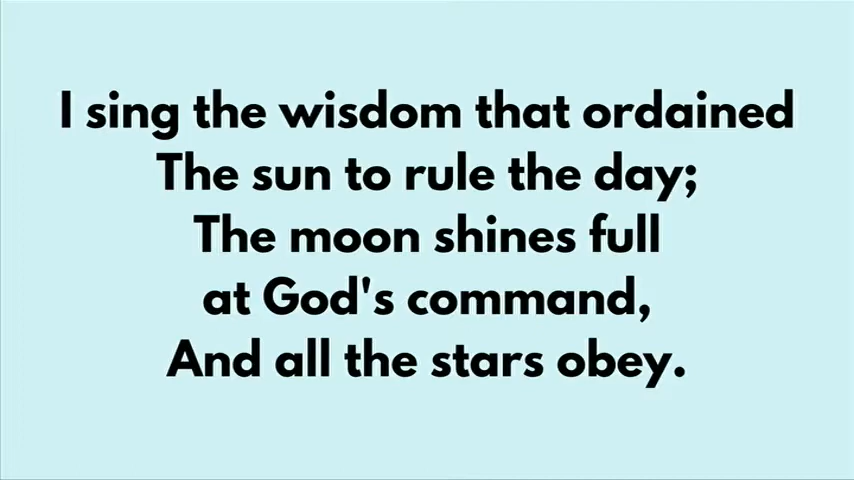 I sing the wisdom that ordained
The sun to rule the day;
The moon shines full
at God's command,
And all the stars obey.